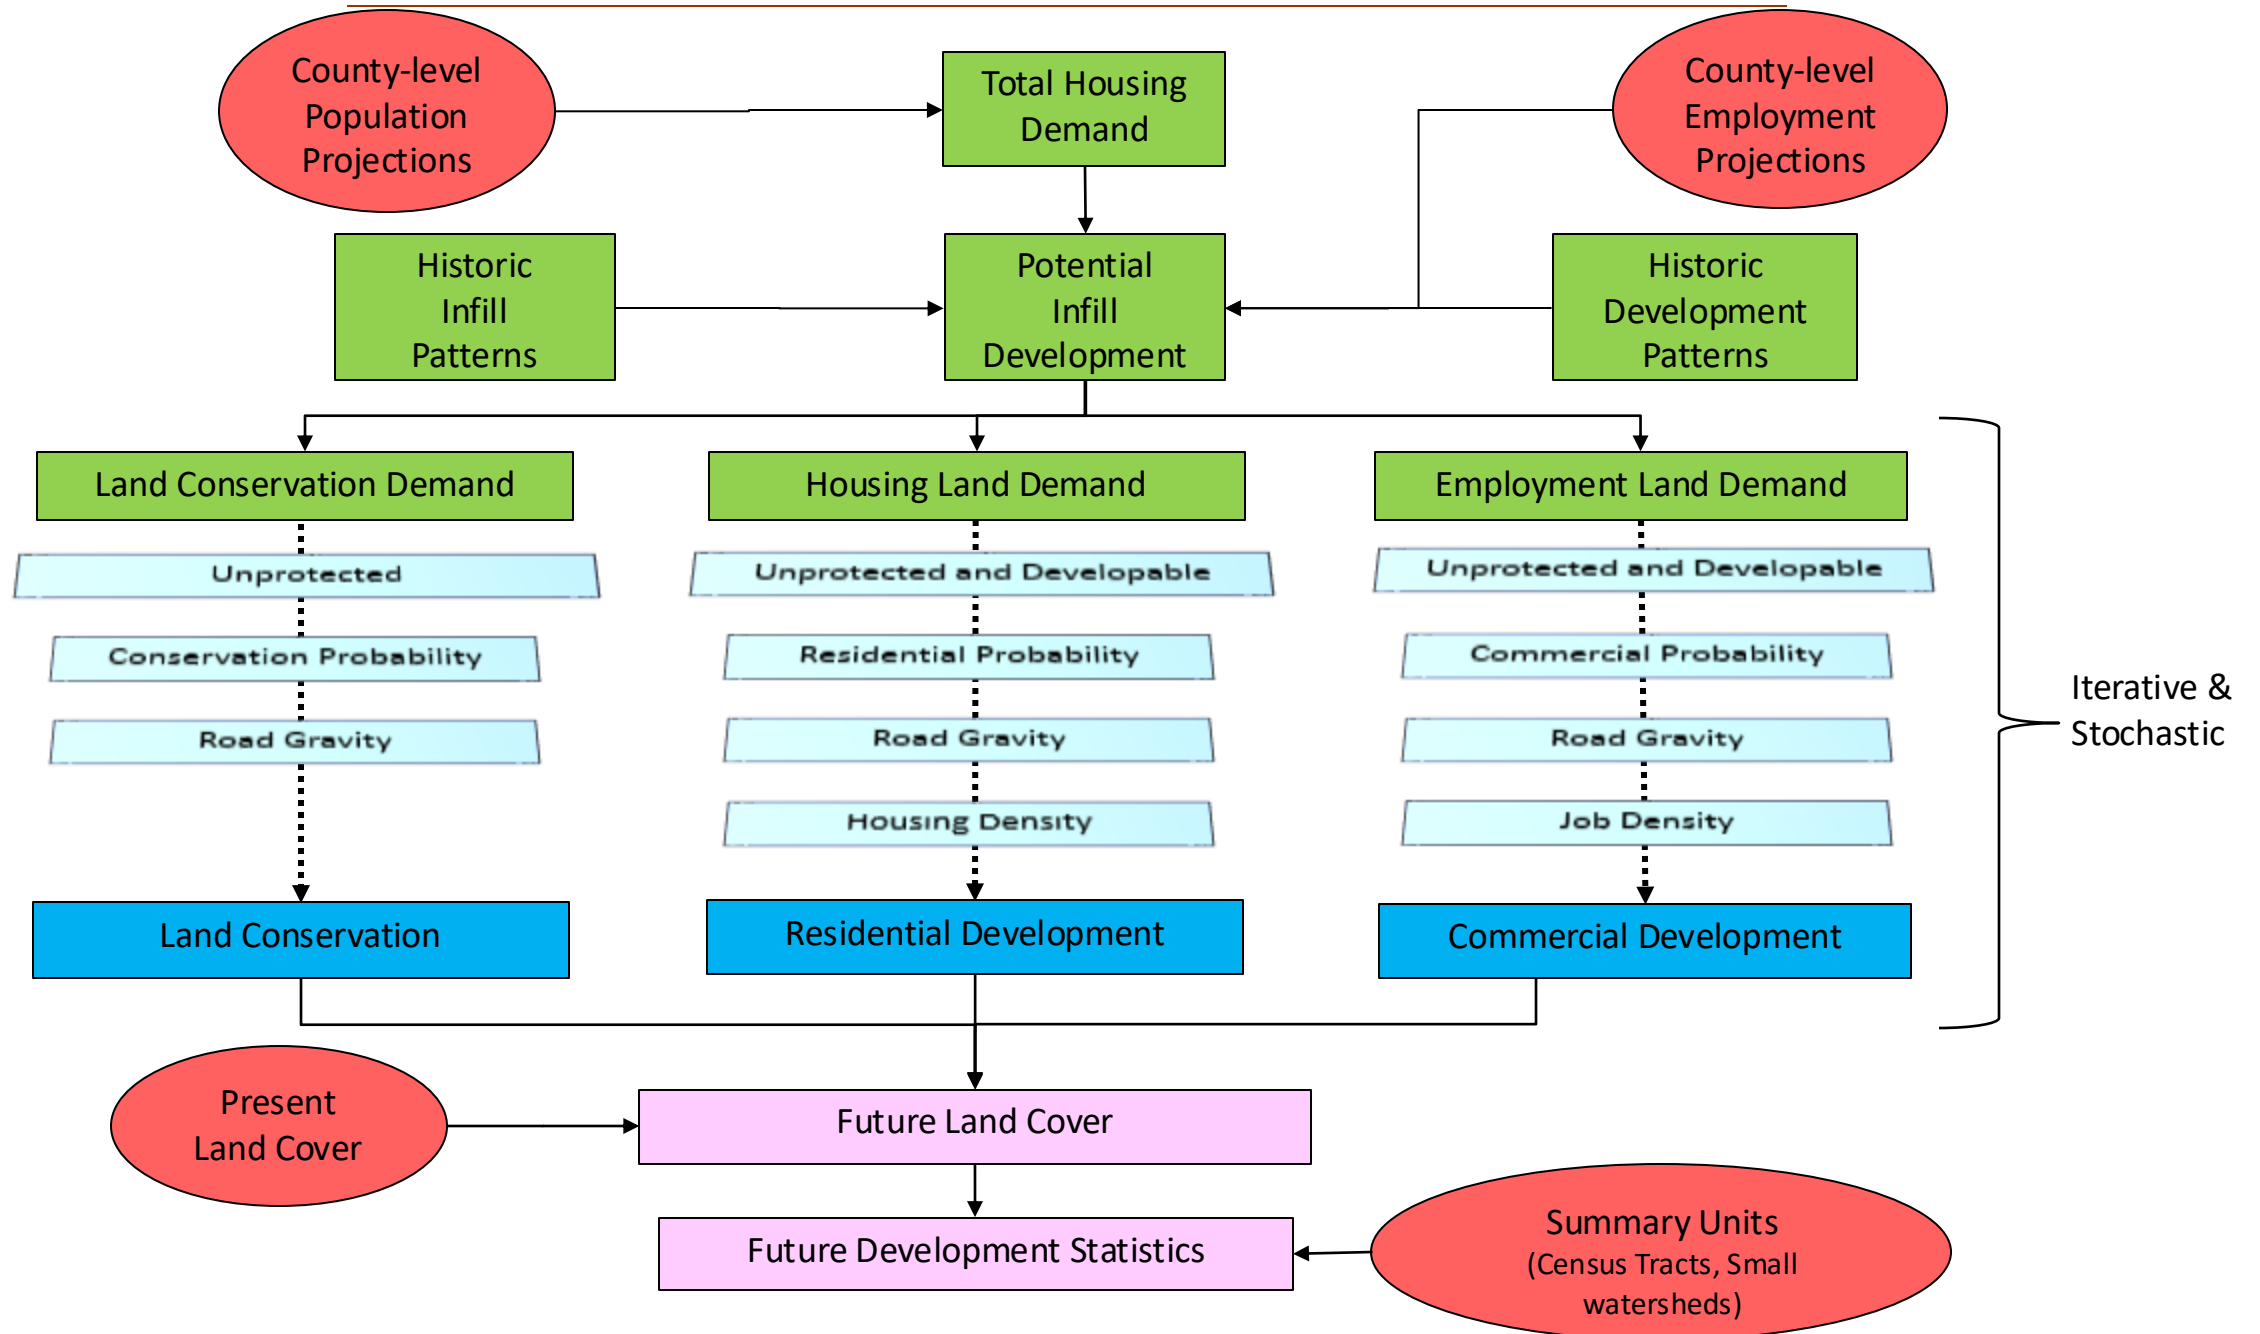 County-level
Population
Projections
Total Housing
Demand
County-level
Employment
Projections
Historic
Infill
Patterns
Potential
Infill
Development
Historic
Development
Patterns
Land Conservation Demand
Housing Land Demand
Employment Land Demand
Unprotected
Unprotected and Developable
Unprotected and Developable
Conservation Probability
Residential Probability
Commercial Probability
Road Gravity
Road Gravity
Road Gravity
Housing Density
Job Density
Iterative &
Stochastic
Land Conservation
Residential Development
Commercial Development
Present
Land Cover
Future Land Cover
Future Development Statistics
Summary Units
(Census Tracts, Small
watersheds)